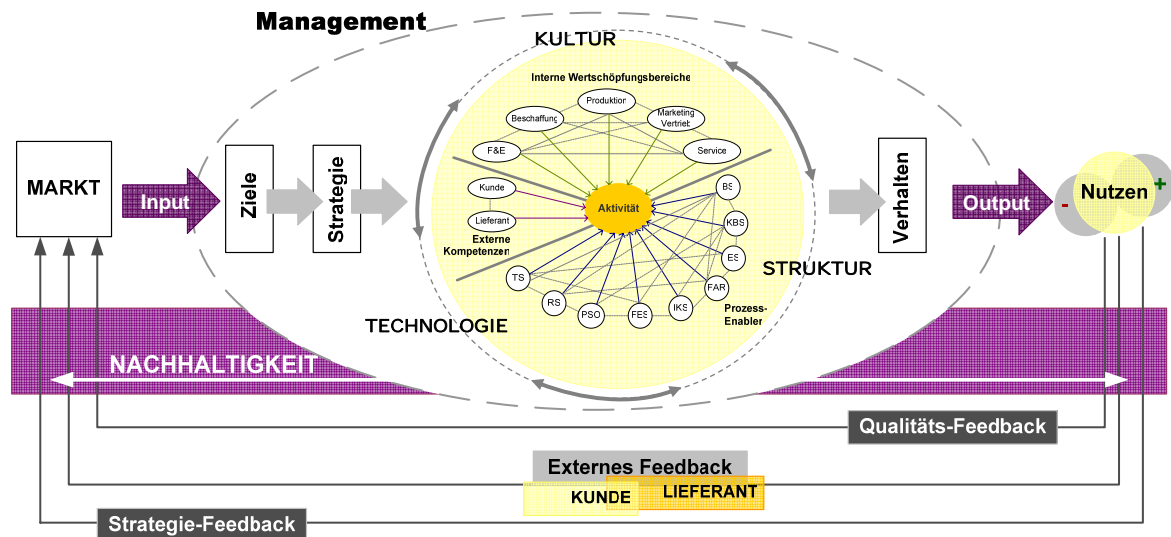 Management
KULTUR
Interne Wertschöpfungsbereiche
Produktion
Beschaffung
Marketing
Vertrieb
F&E
Service
MARKT
Input
Ziele
Strategie
Kunde
Lieferant
Externe
Kompetenzen
Aktivität
BS
KBS
ES
FAR
IKS
FES
PSO
RS
TS
Prozess-
Enabler
STRUKTUR
TECHNOLOGIE
Verhalten
Output
-
Nutzen
+
NACHHALTIGKEIT
Qualitäts-Feedback
Externes Feedback
KUNDE
LIEFERANT
Strategie-Feedback